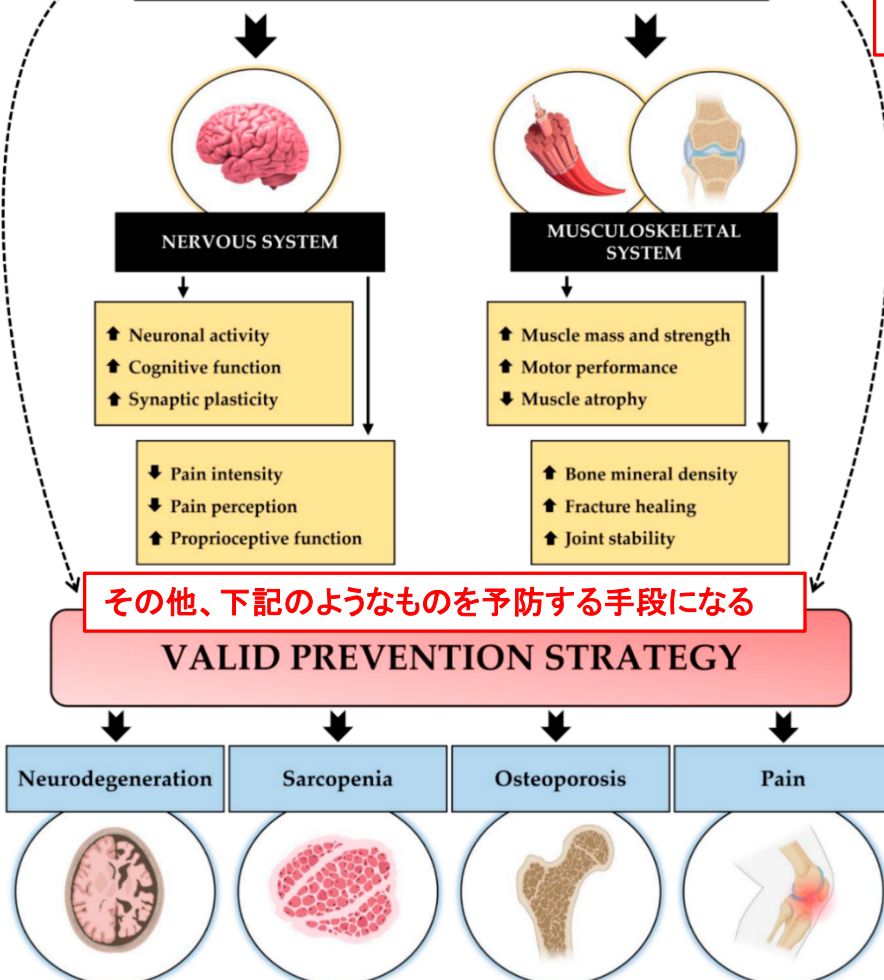 NERVOUS SYSTEM
MUSCULOSKELETAL
SYSTEM
Neuronal activity
Cognitive function
Synaptic plasticity
Muscle mass and strength
Motor performance
Muscle atrophy
Pain intensity
Pain perception
Proprioceptive function
Bone mineral density
Fracture healing
Joint stability
その他、下記のようなものを予防する手段になる
VALID PREVENTION STRATEGY
Neurodegeneration
Sarcopenia
Osteoporosis
Pain